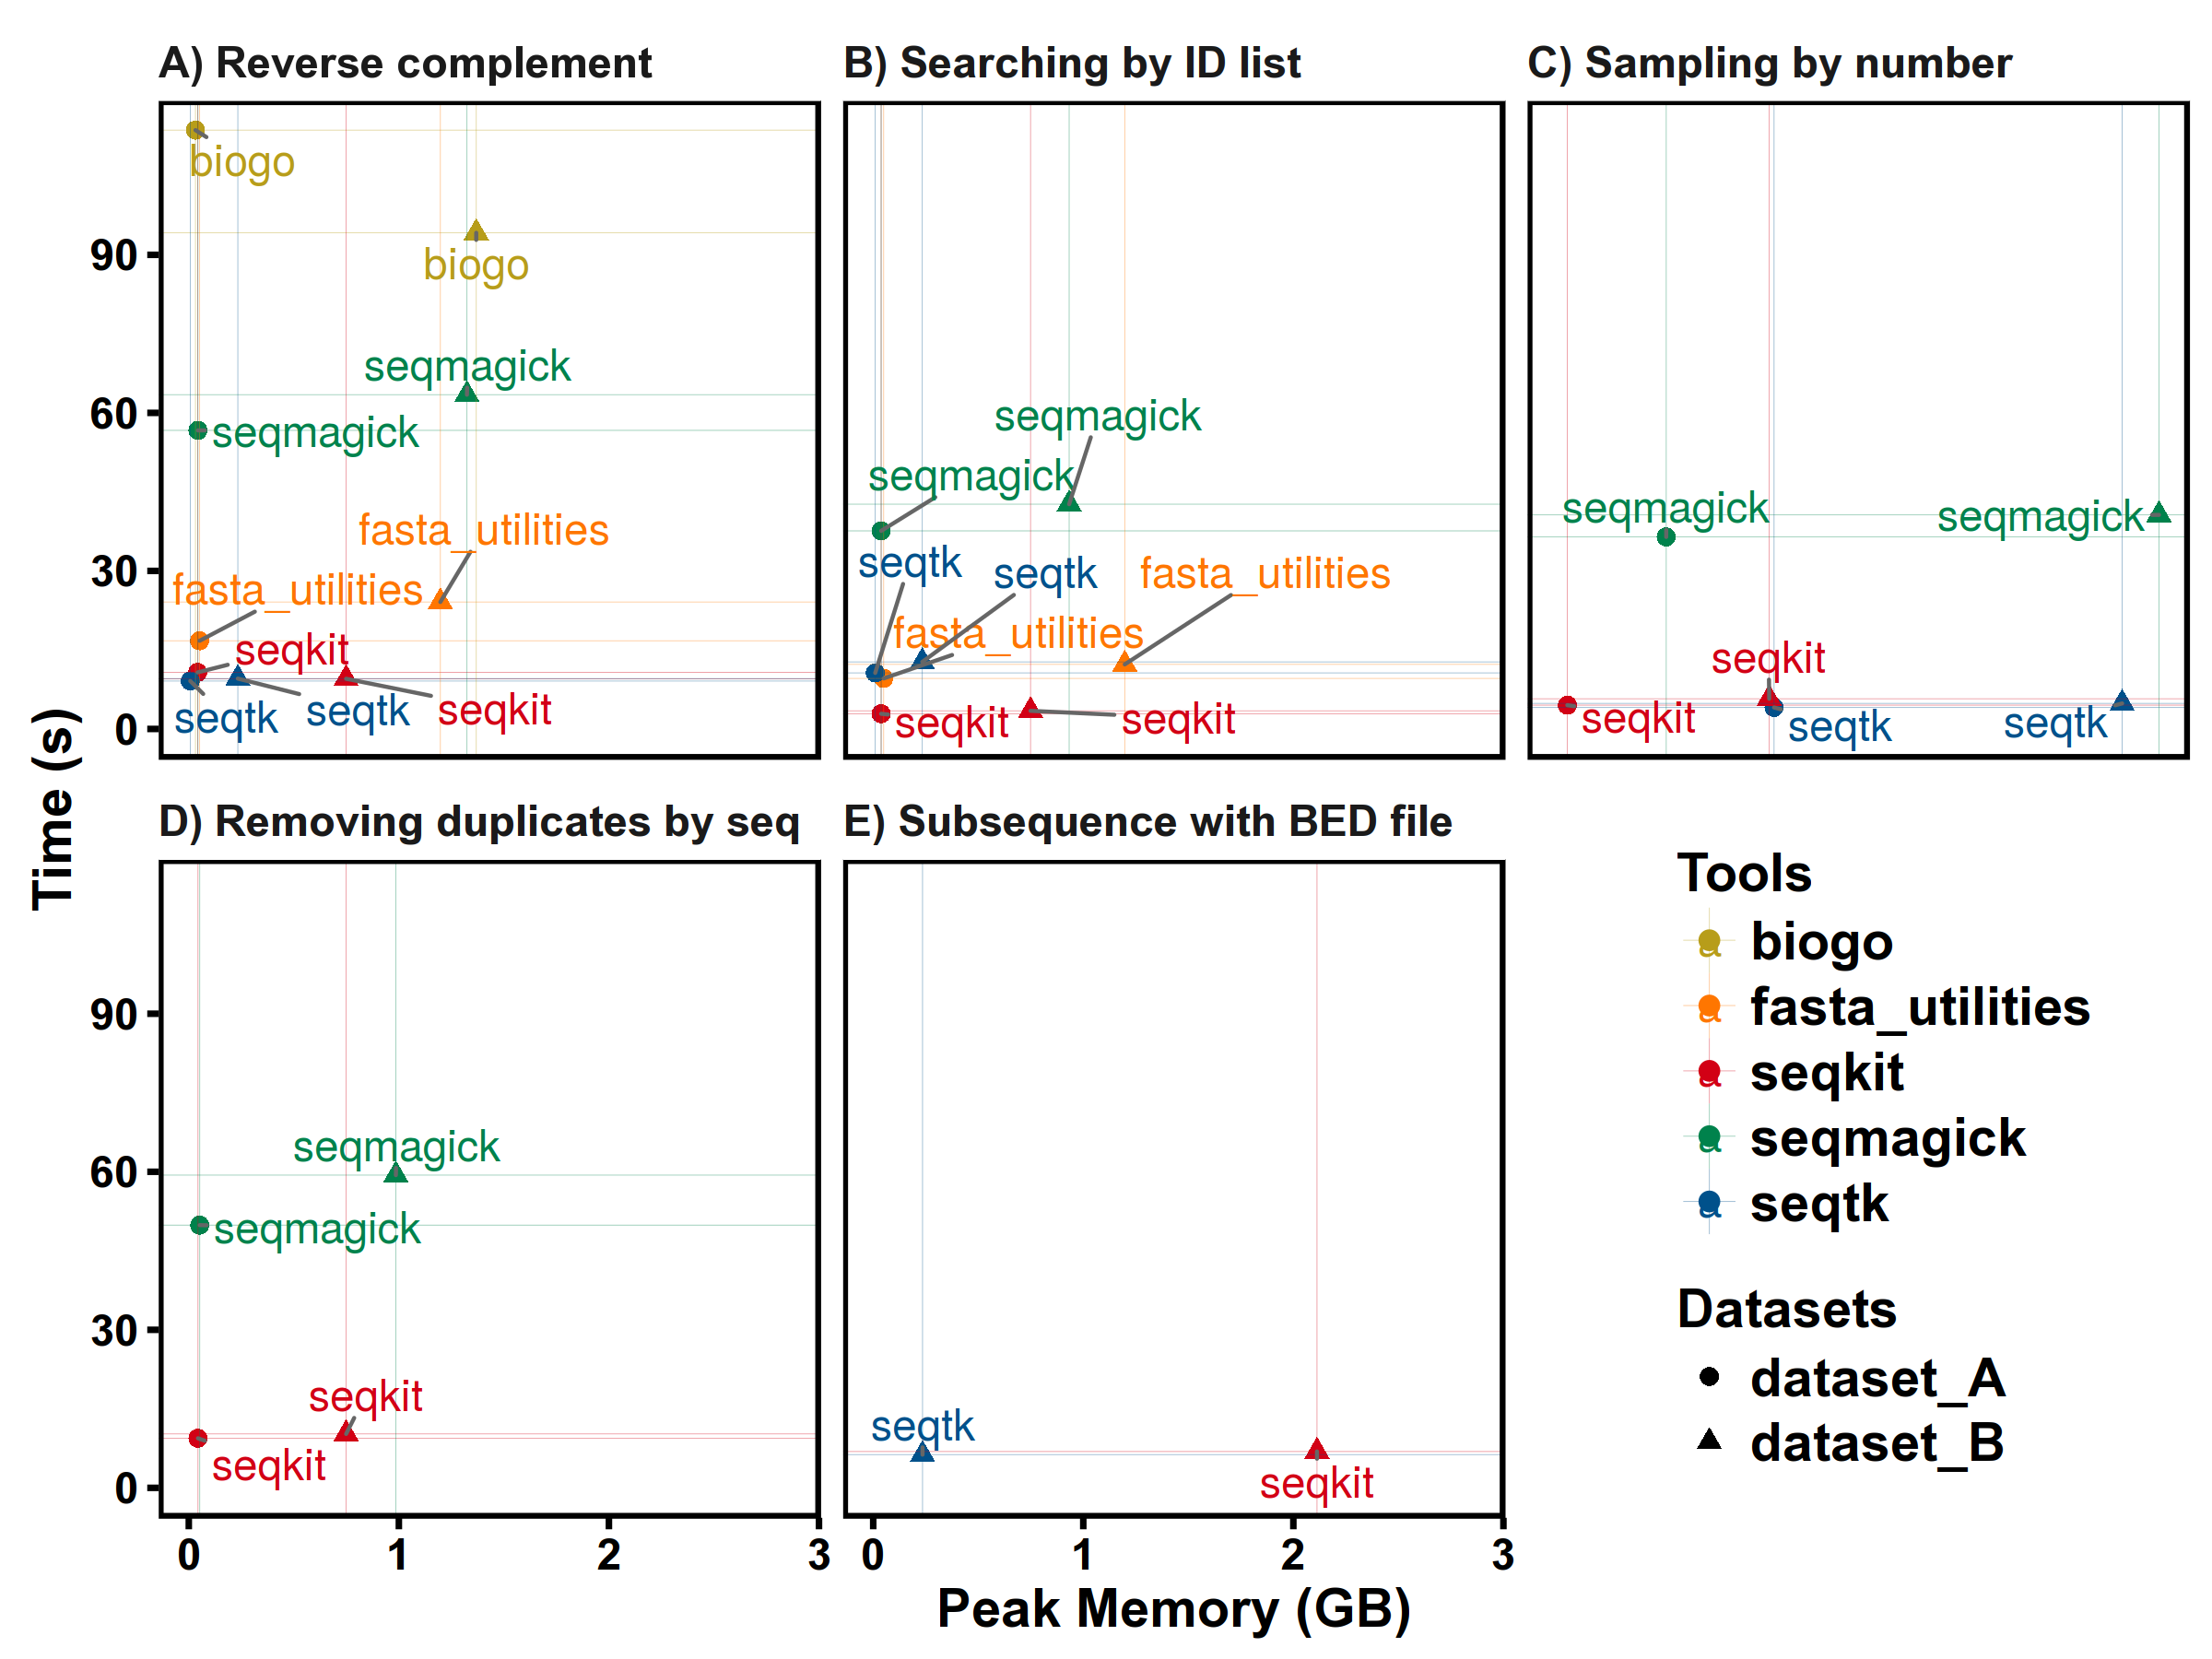 A) Reverse complement
B) Searching by ID list
C) Sampling by number
biogo
biogo
seqmagick
seqmagick
fasta_utilities
fasta_utilities
seqkit
seqtk
seqtk
seqkit
90
60
30
0
seqmagick
seqmagick
seqtk
seqtk
fasta_utilities
fasta_utilities
seqkit
seqkit
seqmagick
seqmagick
seqkit
seqkit
seqtk
seqtk
Time (s)
D) Removing duplicates by seq
E) Subsequence with BED file
90
60
30
0
seqmagick
seqmagick
seqkit
seqkit
seqtk
seqkit
0
1
2
3
0
1
2
3
Peak Memory (GB)
Tools
a biogo
a fasta_utilities
a seqkit
a seqmagick
a seqtk
Datasets
dataset_A
dataset_B